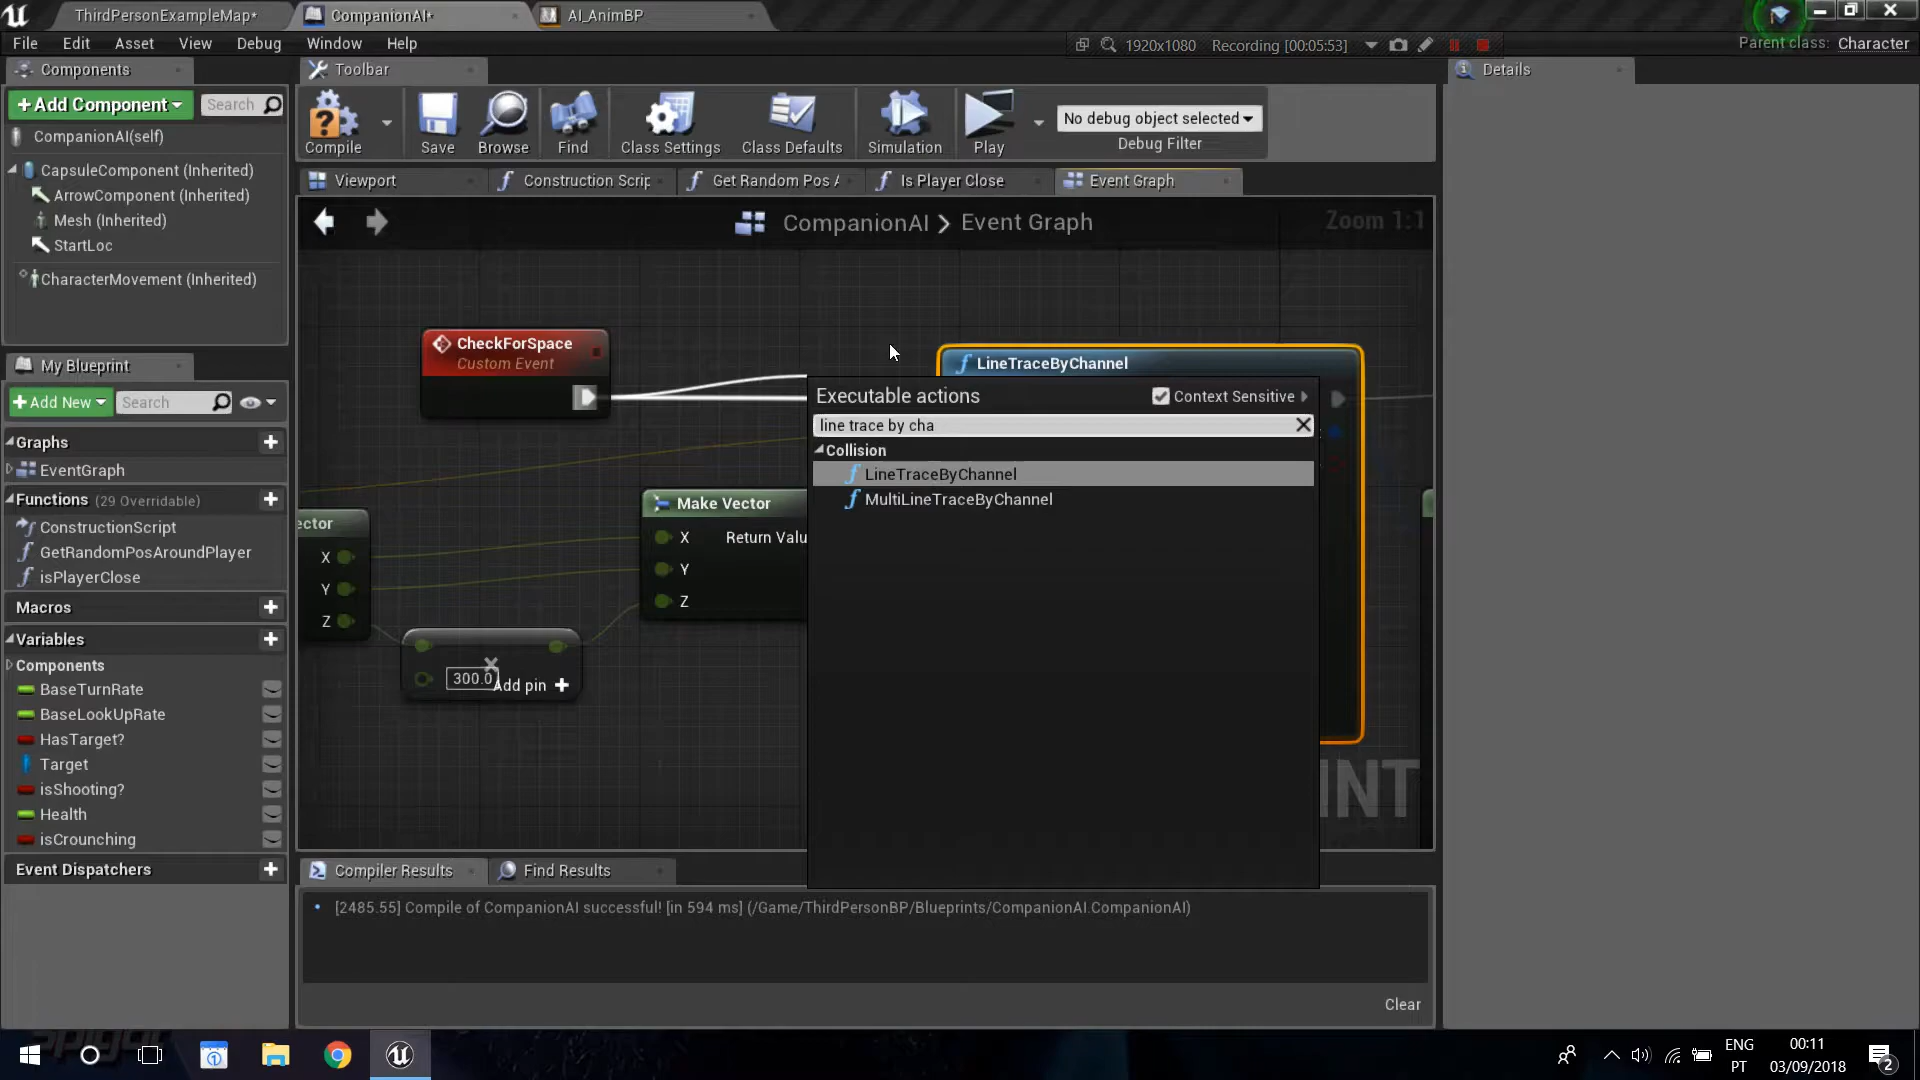 ThirdPersonExampleMap*
CompanionAI*
AI_AnimBP
File Edit Asset View Debug Window Help
1920x1080 Recording [00:05:53]
Parent class: Character
Components
Toolbar
Details
+Add Component
Search
CompanionAI(self)
CapsuleComponent (Inherited)
ArrowComponent (Inherited)
Mesh (Inherited)
StartLoc
CharacterMovement (Inherited)
Compile
Save
Browse
Find
Class Settings
Class Defaults
Simulation
Play
No debug object selected
Debug Filter
Viewport
Construction Scrip
Get Random Pos A
Is Player Close
Event Graph
CompanionAI > Event Graph
Zoom 1:1
CheckForSpace
Custom Event
LineTraceByChannel
Executable actions
Context Sensitive
line trace by cha
Collision
LineTraceByChannel
MultiLineTraceByChannel
ector
X
Y
Z
Make Vector
X Return Valu
Y
Z
300.0
Add pin
INT
My Blueprint
+Add New
Search
Graphs
EventGraph
Functions (29 Overridable)
ConstructionScript
GetRandomPosAroundPlayer
isPlayerClose
Macros
Variables
Components
BaseTurnRate
BaseLookUpRate
HasTarget?
Target
isShooting?
Health
isCrounching
Event Dispatchers
Compiler Results
Find Results
[2485.55] Compile of CompanionAI successful! [in 594 ms] (/Game/ThirdPersonBP/Blueprints/CompanionAI.CompanionAI)
Clear
ENG
PT
00:11
03/09/2018
2